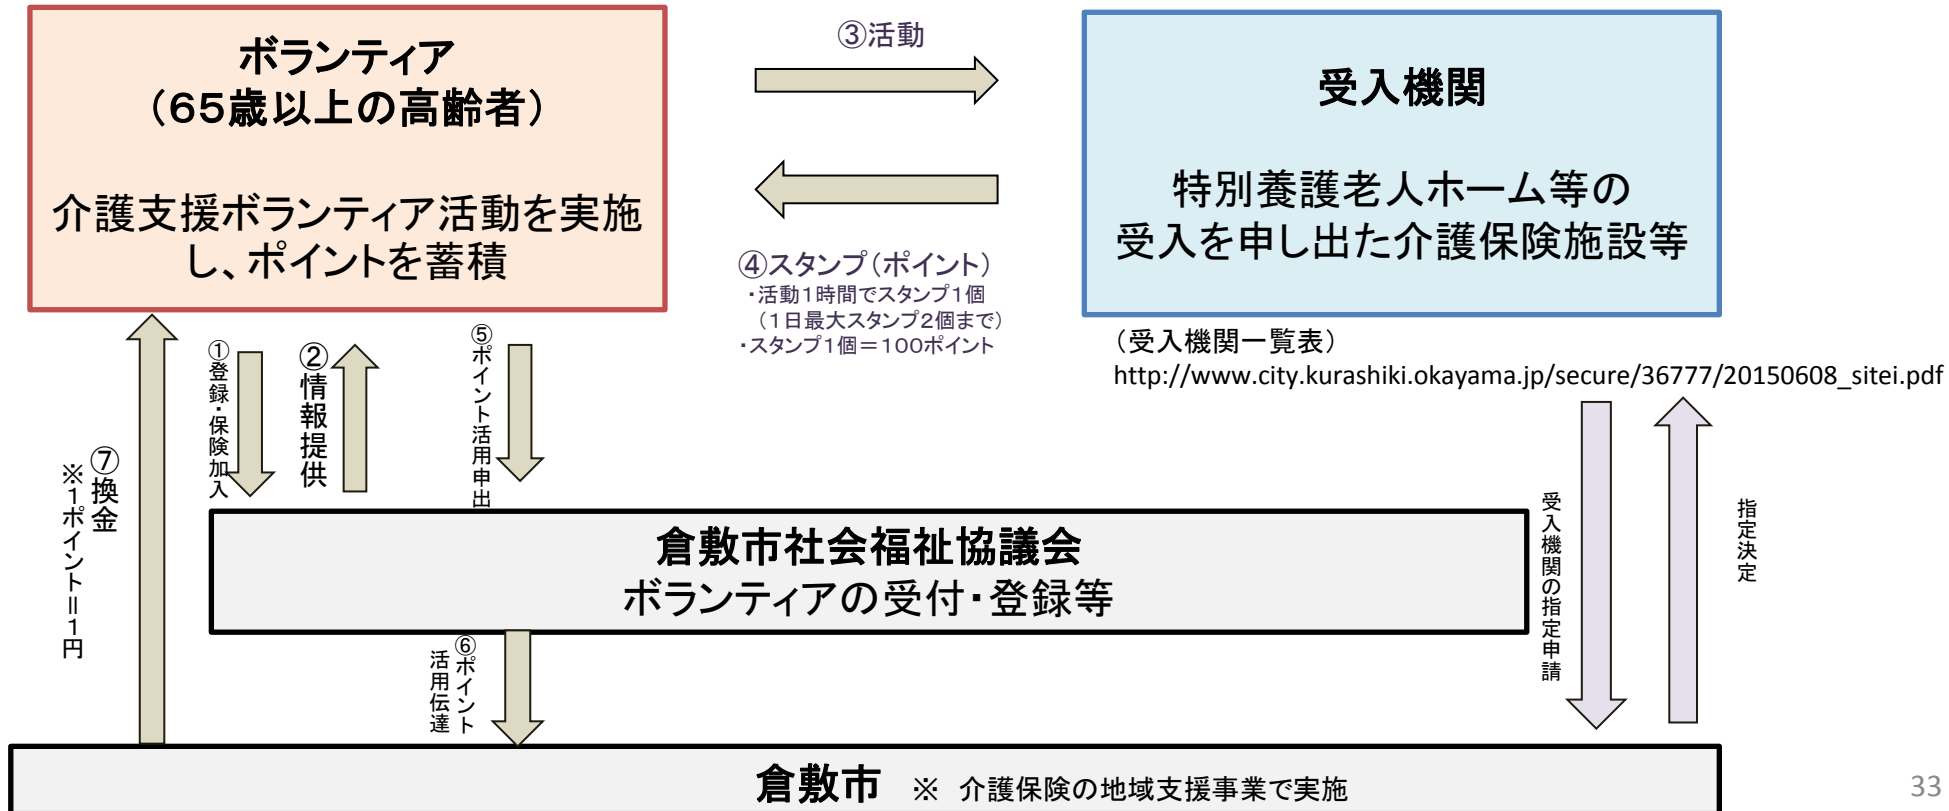 ボランティア
（６５歳以上の高齢者）
介護支援ボランティア活動を実施
し、ポイントを蓄積
③活動
④スタンプ（ポイント）
・活動１時間でスタンプ１個
（１日最大スタンプ２個まで）
・スタンプ１個＝１００ポイント
受入機関
特別養護老人ホーム等の
受入を申し出た介護保険施設等
（受入機関一覧表）
http://www.city.kurashiki.okayama.jp/secure/36777/20150608_sitei.pdf
⑦換金
※１ポイント＝１円
①登録・保険加入
②情報提供
⑤ポイント活用申出
受入機関の指定申請
指定決定
倉敷市社会福祉協議会
ボランティアの受付・登録等
⑥ポイント
活用伝達
倉敷市 ※ 介護保険の地域支援事業で実施
33